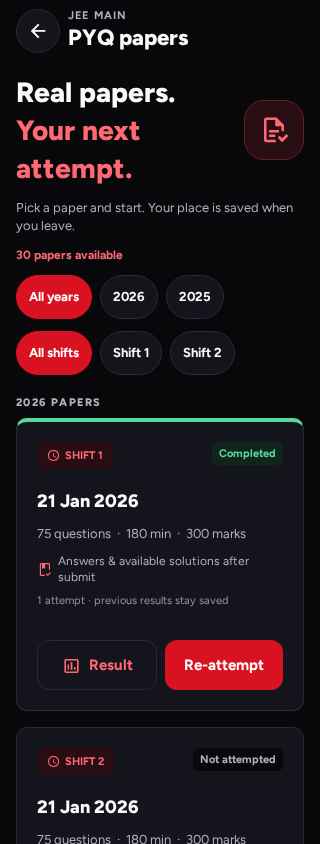 JEE MAIN
PYQ papers
Real papers.
Your next
attempt.
Pick a paper and start. Your place is saved when
you leave.
30 papers available
All years
2026
2025
All shifts
Shift 1
Shift 2
2026 PAPERS
SHIFT 1
Completed
21 Jan 2026
75 questions · 180 min · 300 marks
Answers & available solutions after
submit
1 attempt · previous results stay saved
Result
Re-attempt
SHIFT 2
Not attempted
21 Jan 2026
75 questions · 180 min · 300 marks